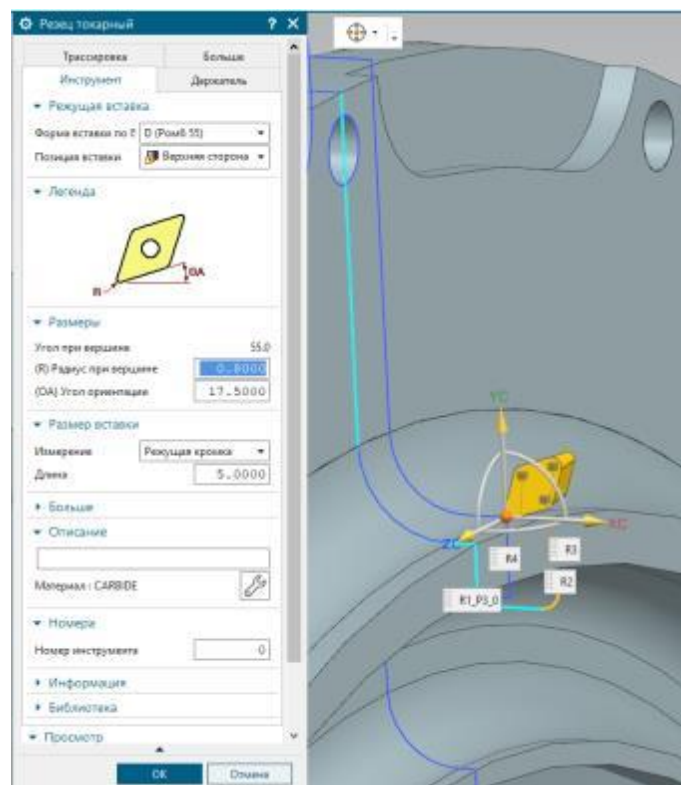 Резец токарный ? ×
Трассировка Больше
Инструмент Держатель
Режущая вставка
Форма вставки по D (Ромб 55)
Позиция вставки Верхняя сторона
Легенда
OA
R
Размеры
Угол при вершине 55.0
(R) Радиус при вершине 0.8000
(OA) Угол ориентации 17.5000
Размер вставки
Измерение Режущая кромка
Длина 5.0000
Больше
Описание
Материал : CARBIDE
Номера
Номер инструмента 0
Информация
Библиотека
Просмотр
OK Отмена
YC
XC
ZC
R4
R3
R2
R1_P3_0